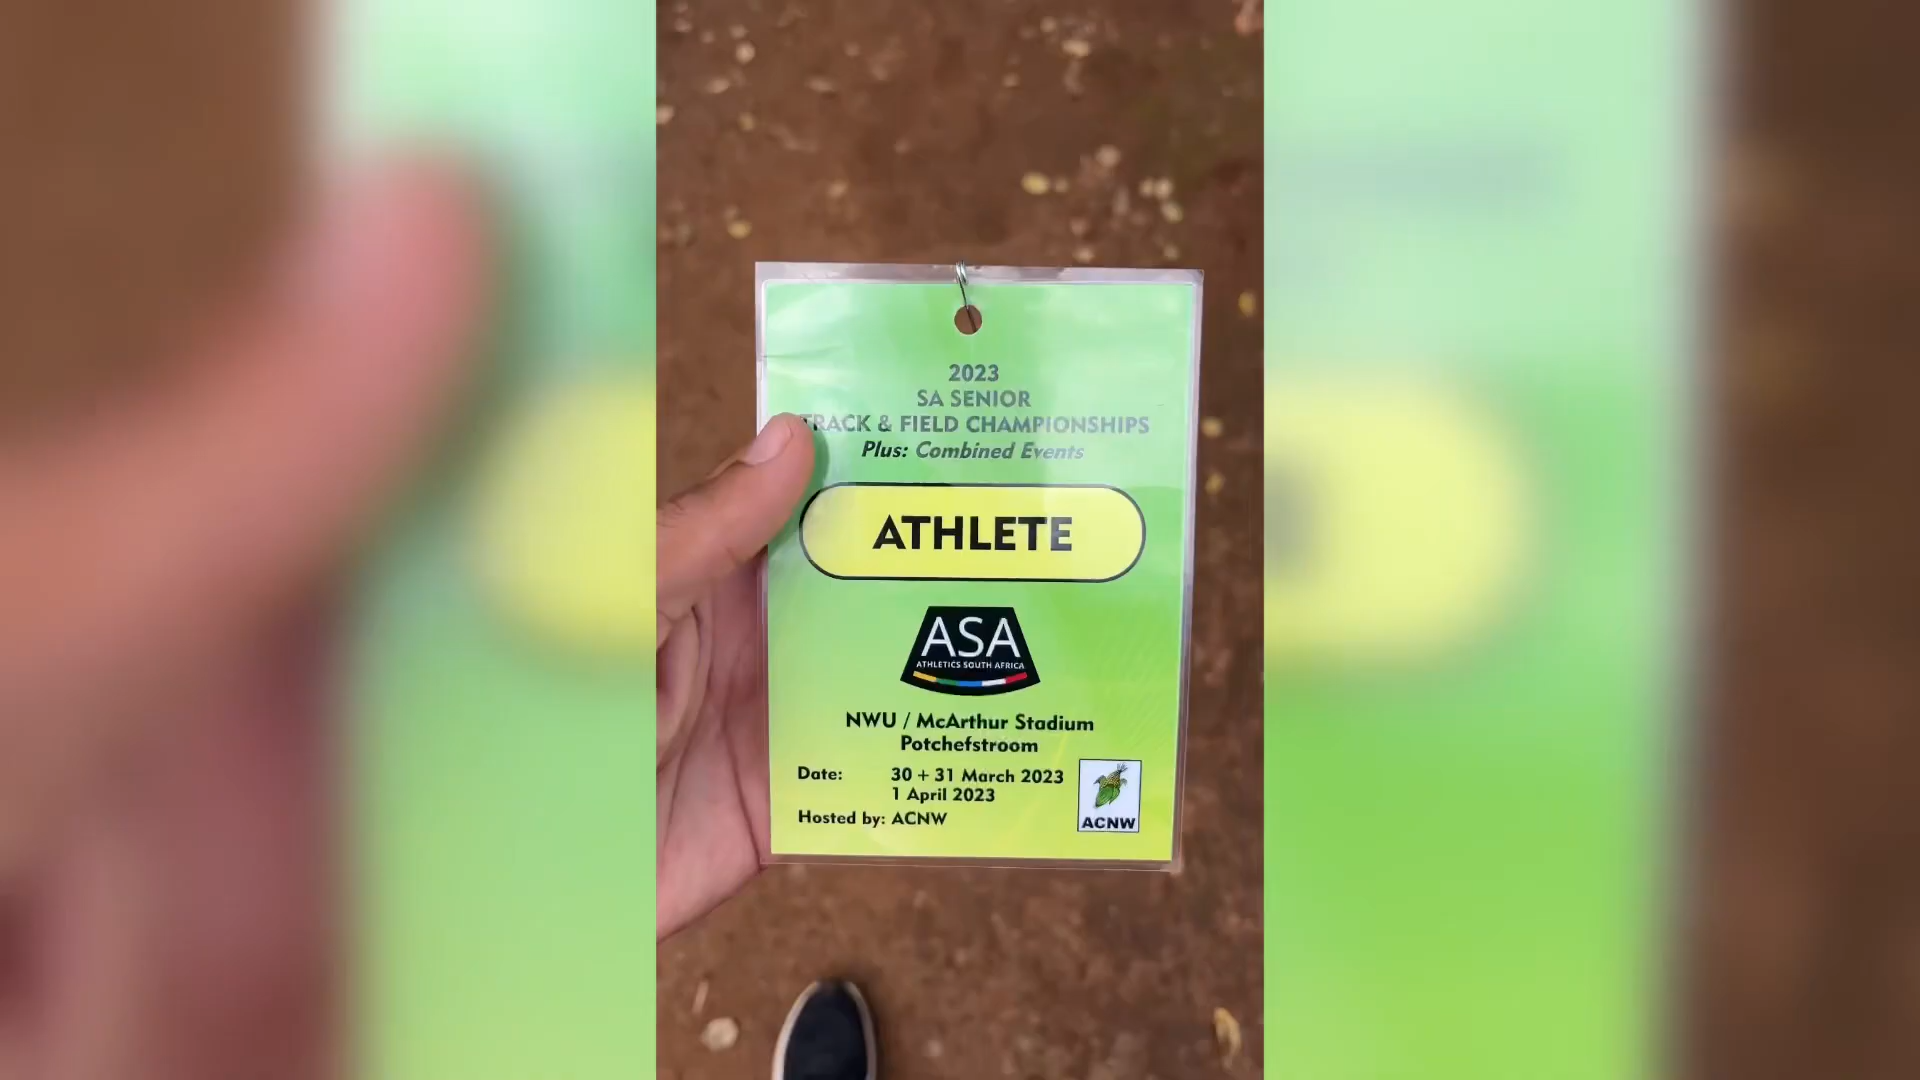 2023
SA SENIOR
TRACK & FIELD CHAMPIONSHIPS
Plus: Combined Events
ATHLETE
ASA
ATHLETICS SOUTH AFRICA
NWU / McArthur Stadium
Potchefstroom
Date: 30 + 31 March 2023
1 April 2023
Hosted by: ACNW
ACNW